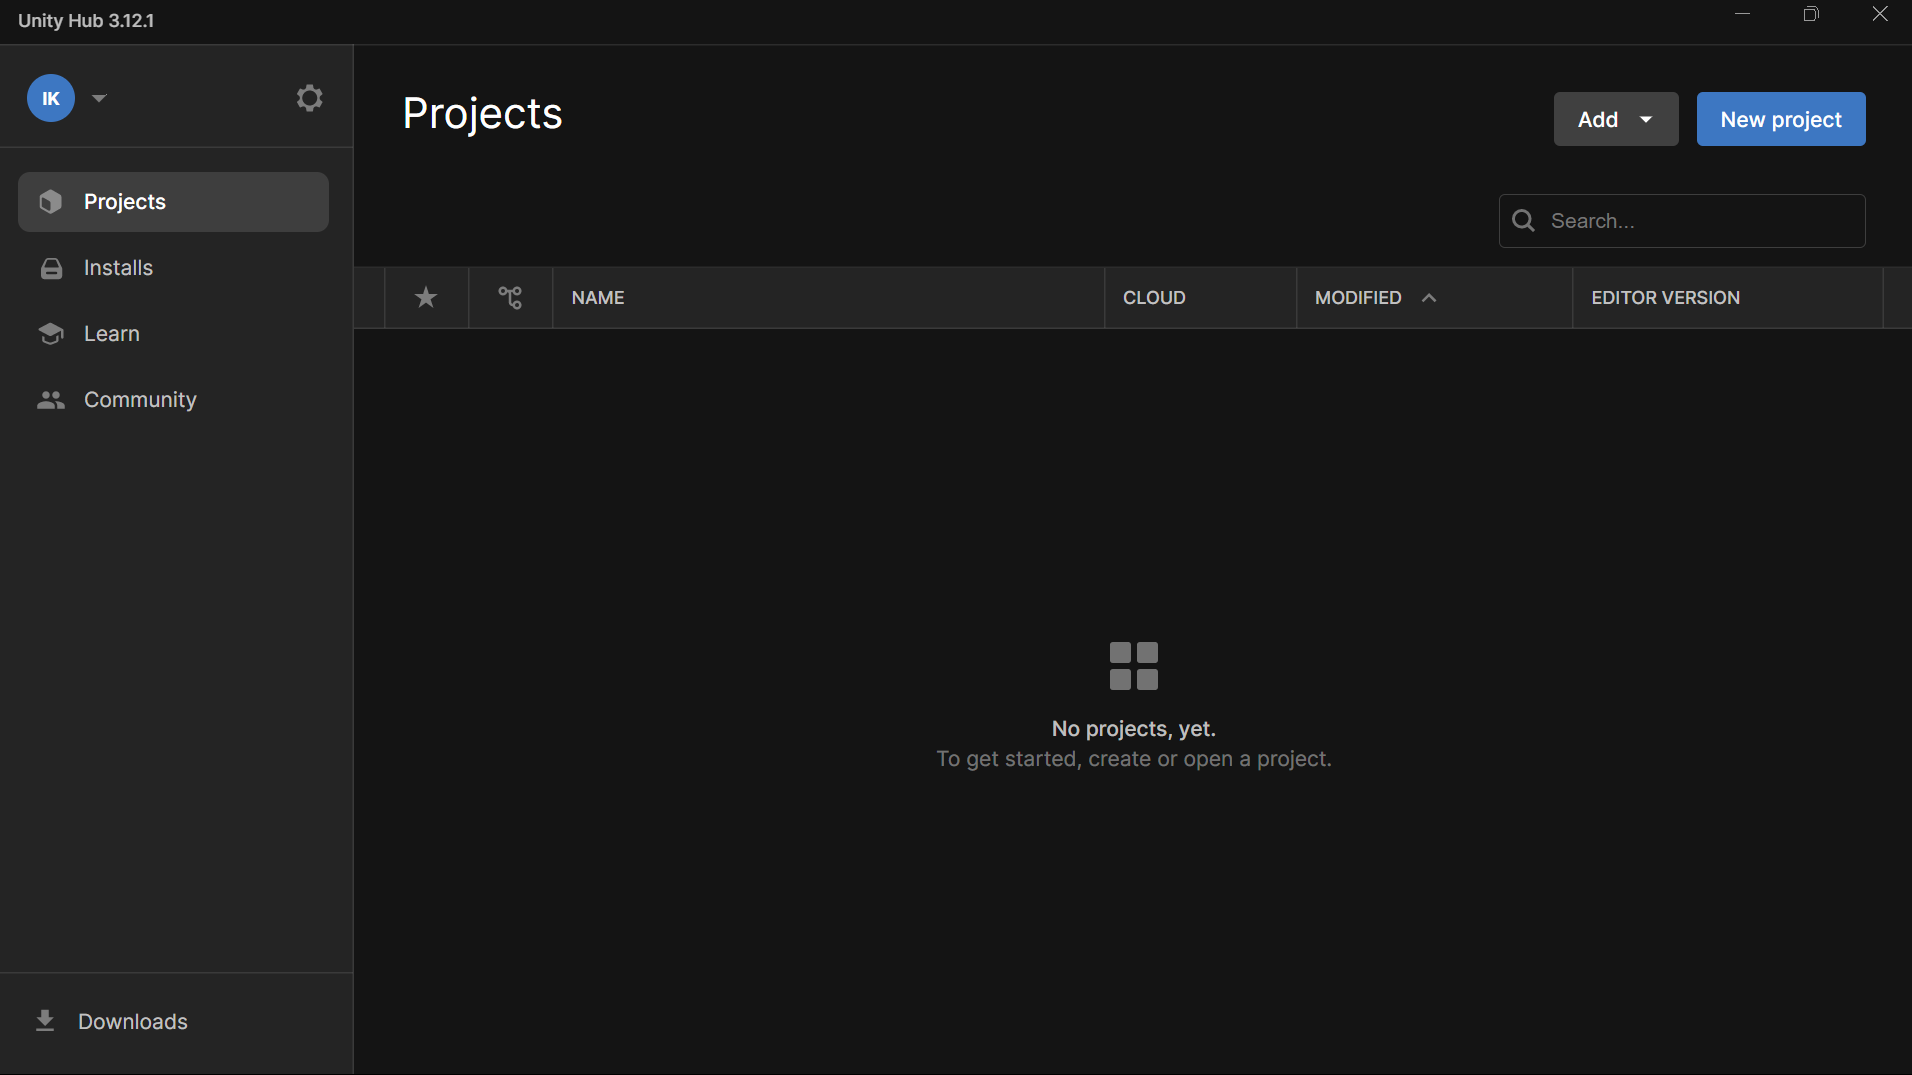 Unity Hub 3.12.1
IK
Projects
Installs
Learn
Community
Downloads
Projects
Add
New project
Search...
NAME
CLOUD
MODIFIED
EDITOR VERSION
No projects, yet.
To get started, create or open a project.